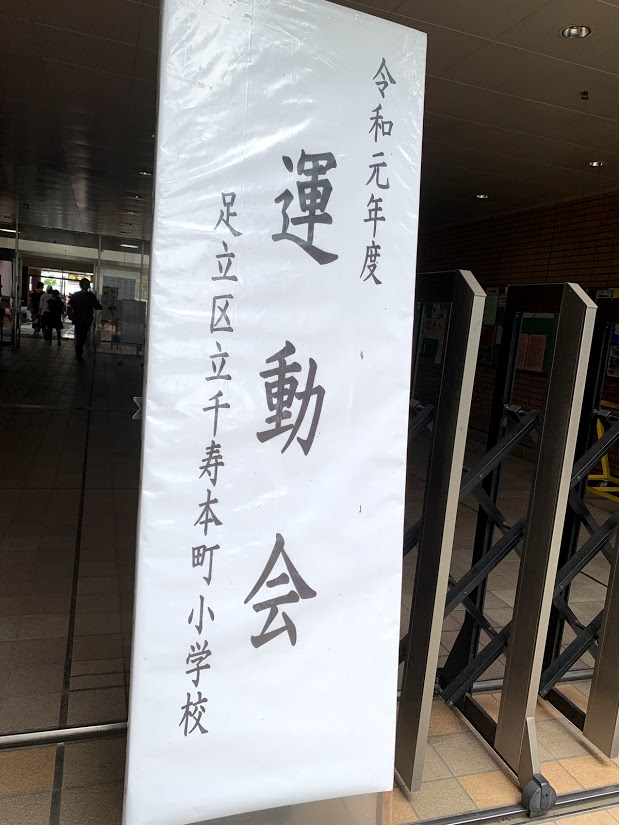 令和元年度
運動会
足立区立千寿本町小学校